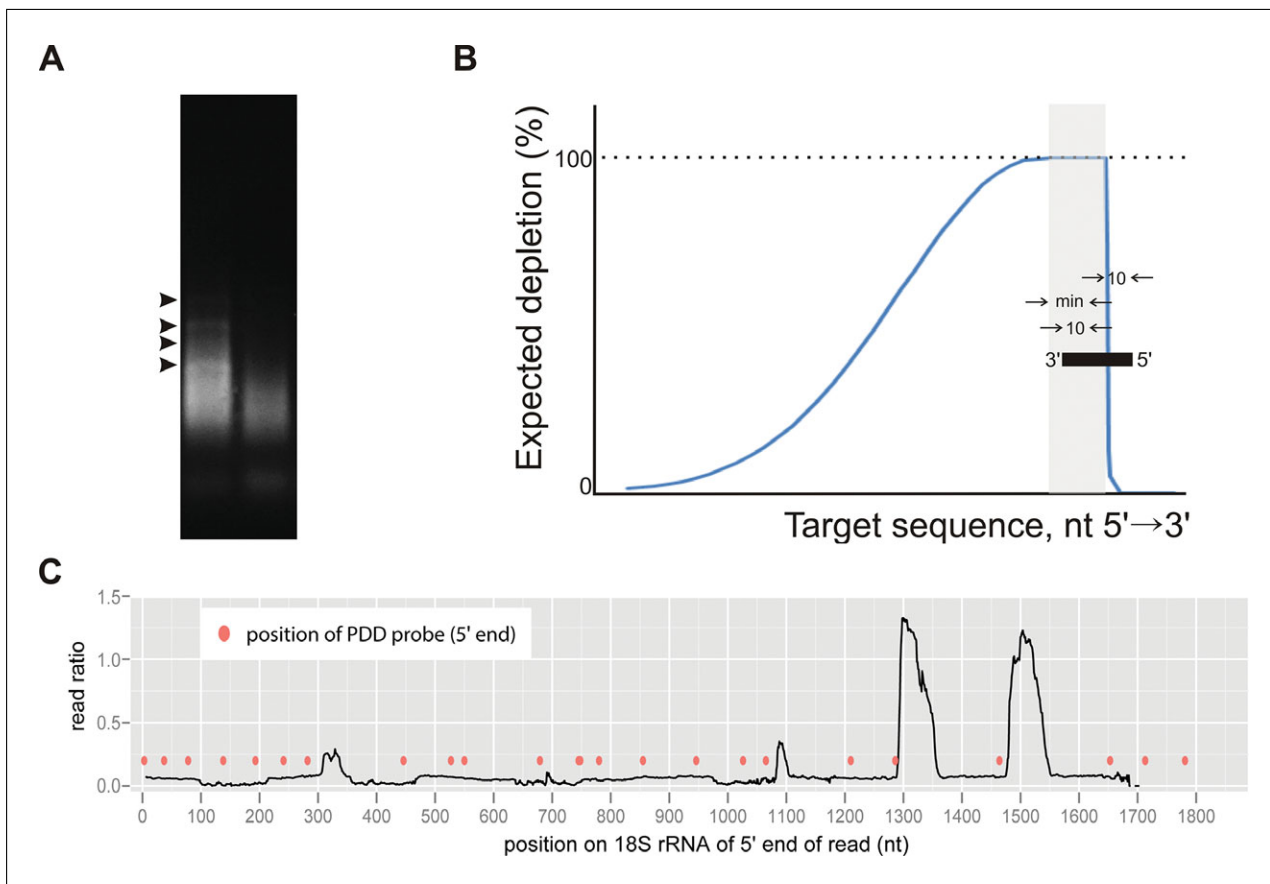 A
B
Expected depletion (%)
100
0
10
min
10
3' 5'
Target sequence, nt 5'→3'
C
read ratio
1.5
1.0
0.5
0.0
position of PDD probe (5' end)
0 100 200 300 400 500 600 700 800 900 1000 1100 1200 1300 1400 1500 1600 1700 1800
position on 18S rRNA of 5' end of read (nt)